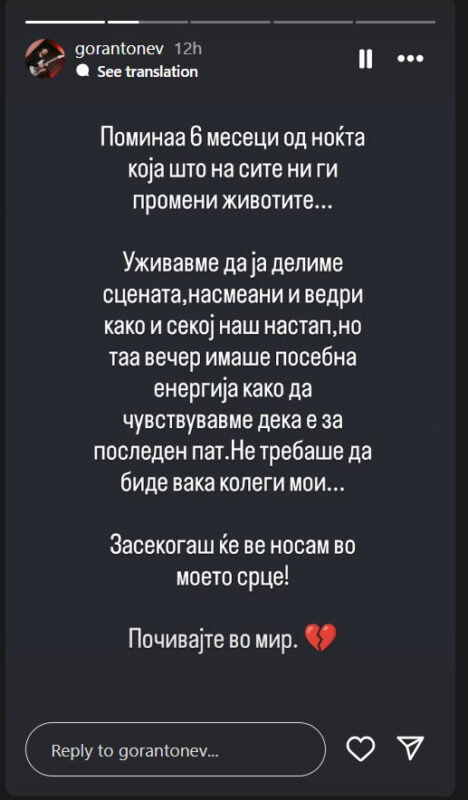 gorantonev 12h
See translation
Поминаа 6 месеци од ноќта
која што на сите ни ги
промени животите...
Уживавме да ја делиме
сцената,насмеани и ведри
како и секој наш настап,но
таа вечер имаше посебна
енергија како да
чувствувавме дека е за
последен пат.Не требаше да
биде вака колеги мои...
Засекогаш ќе ве носам во
моето срце!
Почивајте во мир. 💔
Reply to gorantonev...